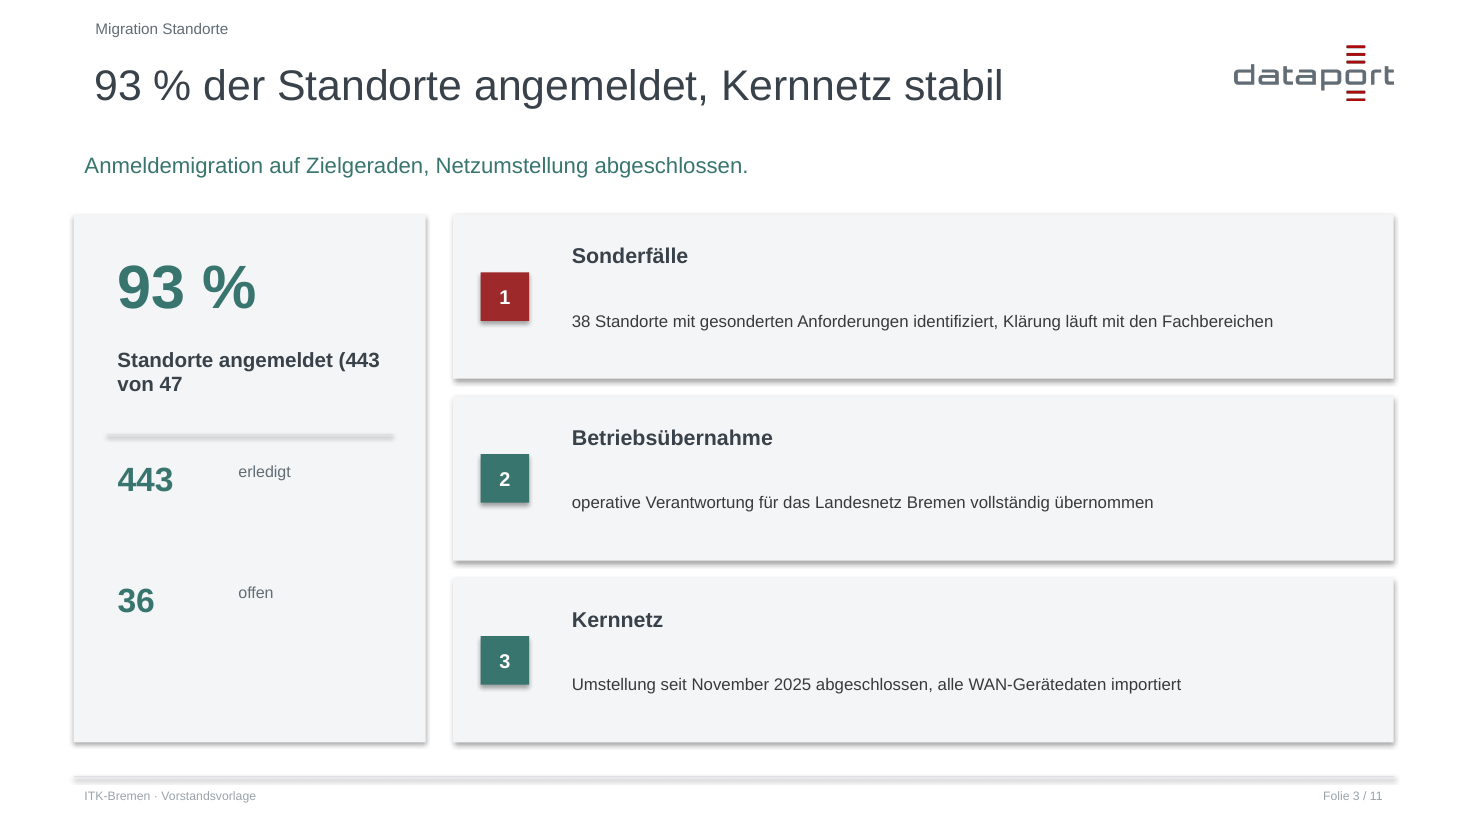 Migration Standorte
93 % der Standorte angemeldet, Kernnetz stabil
dataport
Anmeldemigration auf Zielgeraden, Netzumstellung abgeschlossen.
93 %
Standorte angemeldet (443
von 47
443 erledigt
36 offen
Sonderfälle
1
38 Standorte mit gesonderten Anforderungen identifiziert, Klärung läuft mit den Fachbereichen
Betriebsübernahme
2
operative Verantwortung für das Landesnetz Bremen vollständig übernommen
Kernnetz
3
Umstellung seit November 2025 abgeschlossen, alle WAN-Gerätedaten importiert
ITK-Bremen · Vorstandsvorlage
Folie 3 / 11